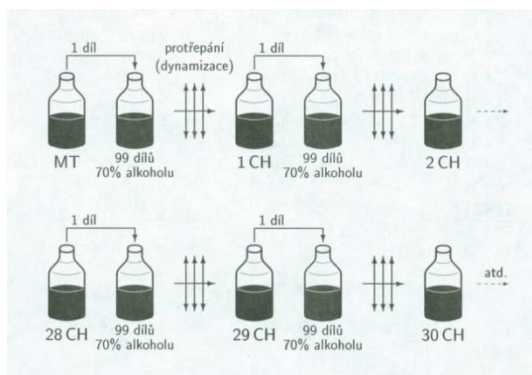 1 díl
protřepání
(dynamizace)
1 díl
MT
99 dílů
70% alkoholu
1 CH
99 dílů
70% alkoholu
2 CH
1 díl
1 díl
atd.
28 CH
99 dílů
70% alkoholu
29 CH
99 dílů
70% alkoholu
30 CH